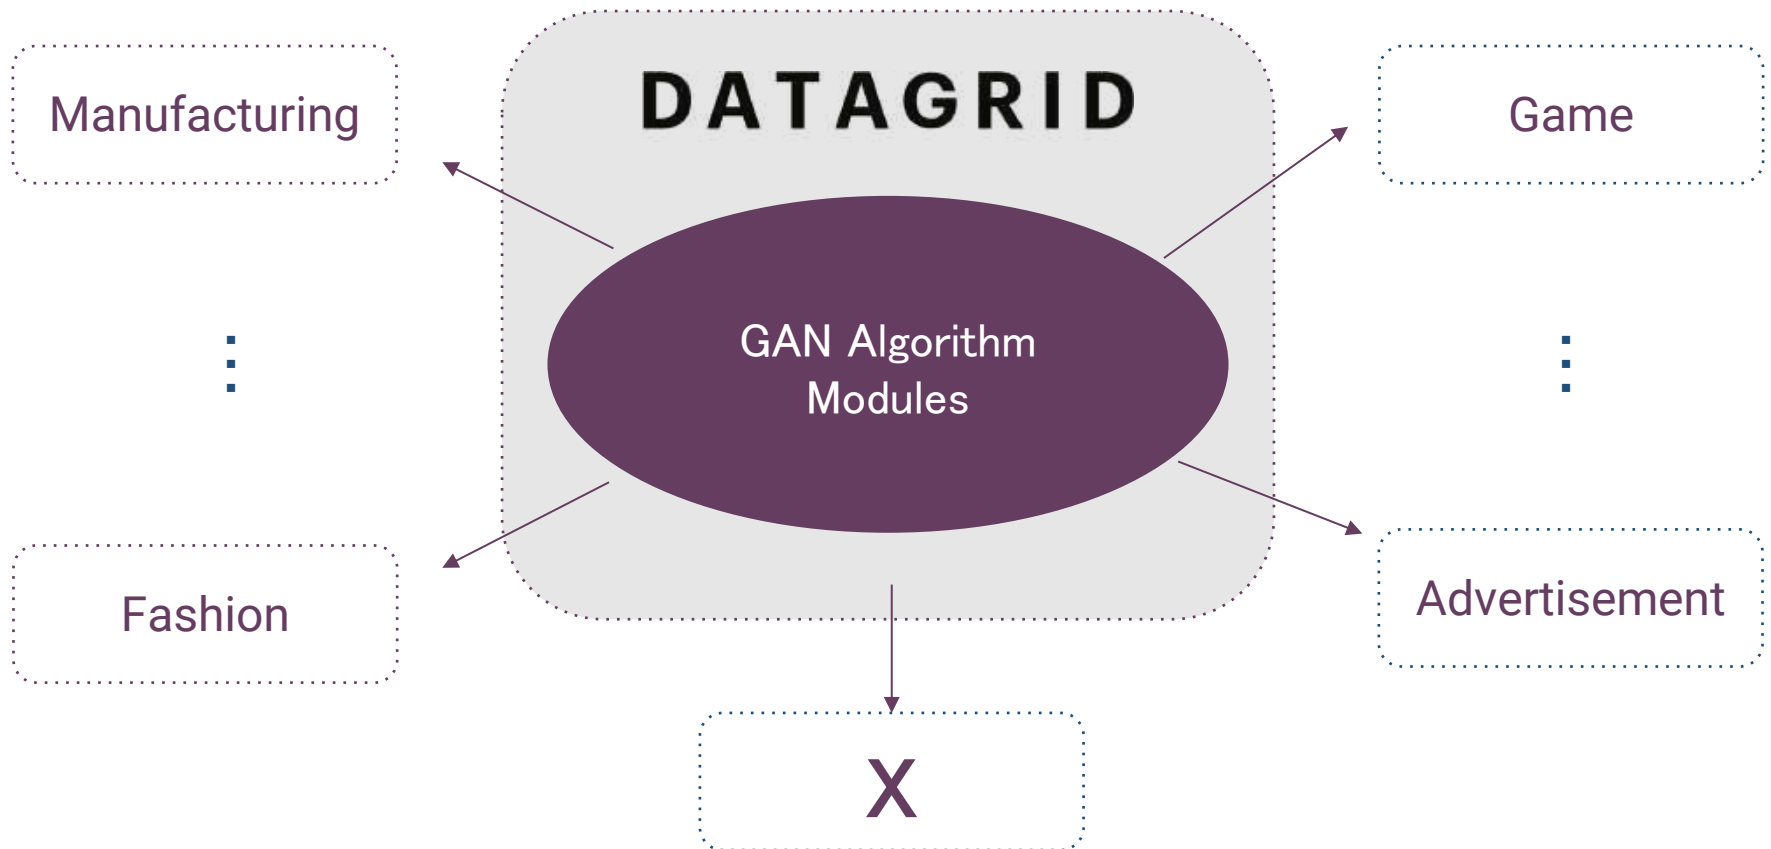 DATAGRID
Manufacturing
Game
GAN Algorithm
Modules
Fashion
Advertisement
X